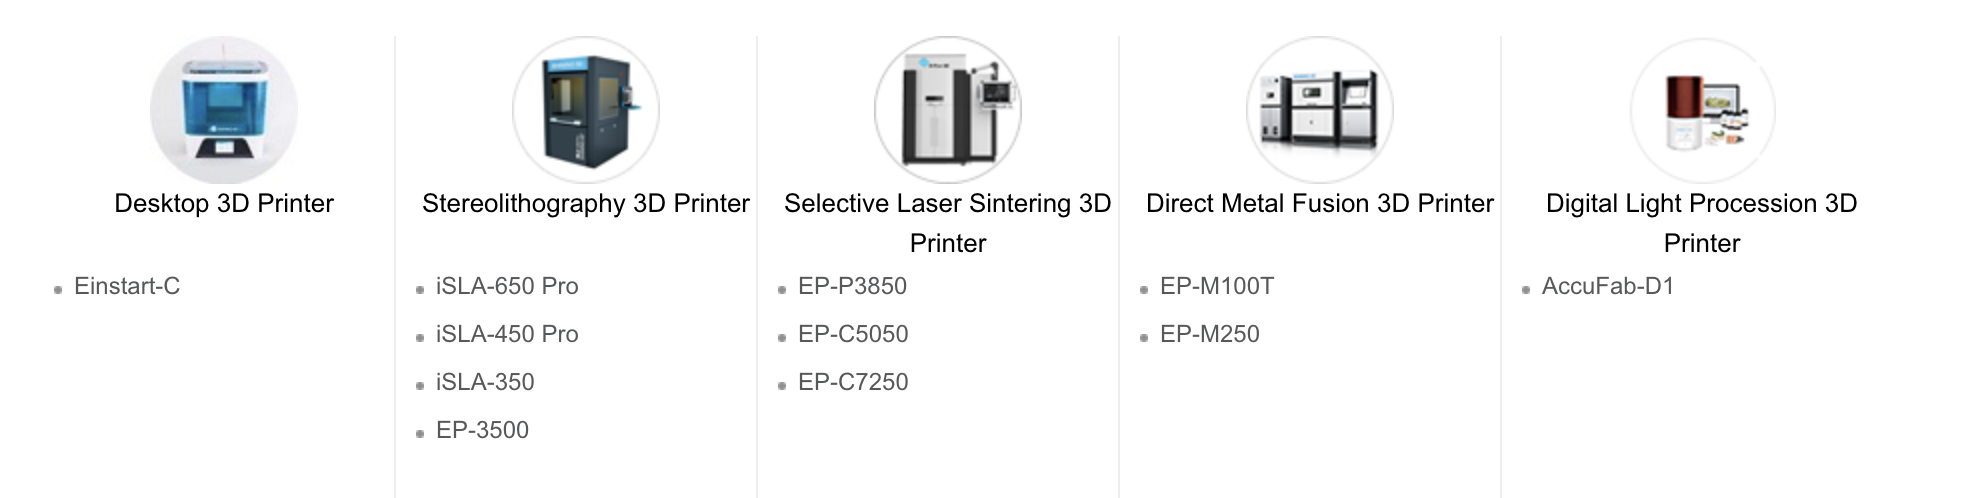 Desktop 3D Printer
Einstart-C
Stereolithography 3D Printer
iSLA-650 Pro
iSLA-450 Pro
iSLA-350
EP-3500
Selective Laser Sintering 3D
Printer
EP-P3850
EP-C5050
EP-C7250
Direct Metal Fusion 3D Printer
EP-M100T
EP-M250
Digital Light Procession 3D
Printer
AccuFab-D1